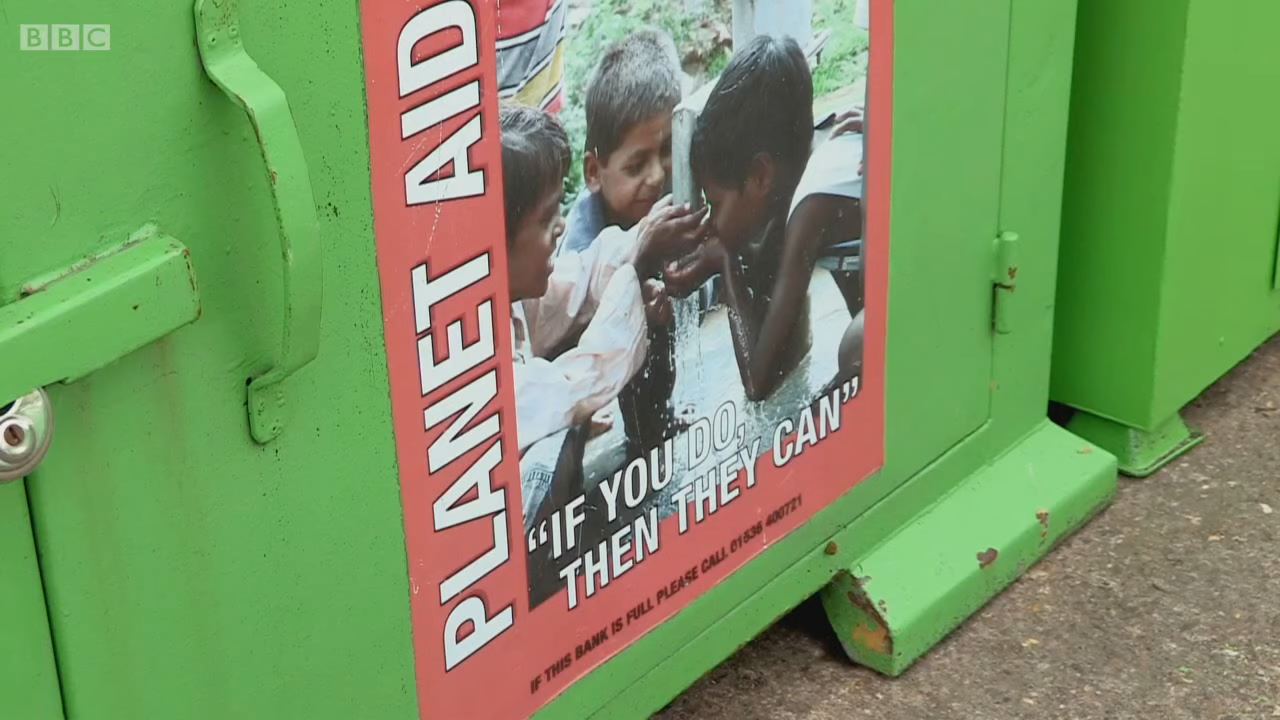 BBC
PLANET AID
"IF YOU DO,
THEN THEY CAN"
IF THIS BANK IS FULL PLEASE CALL 01536 400721